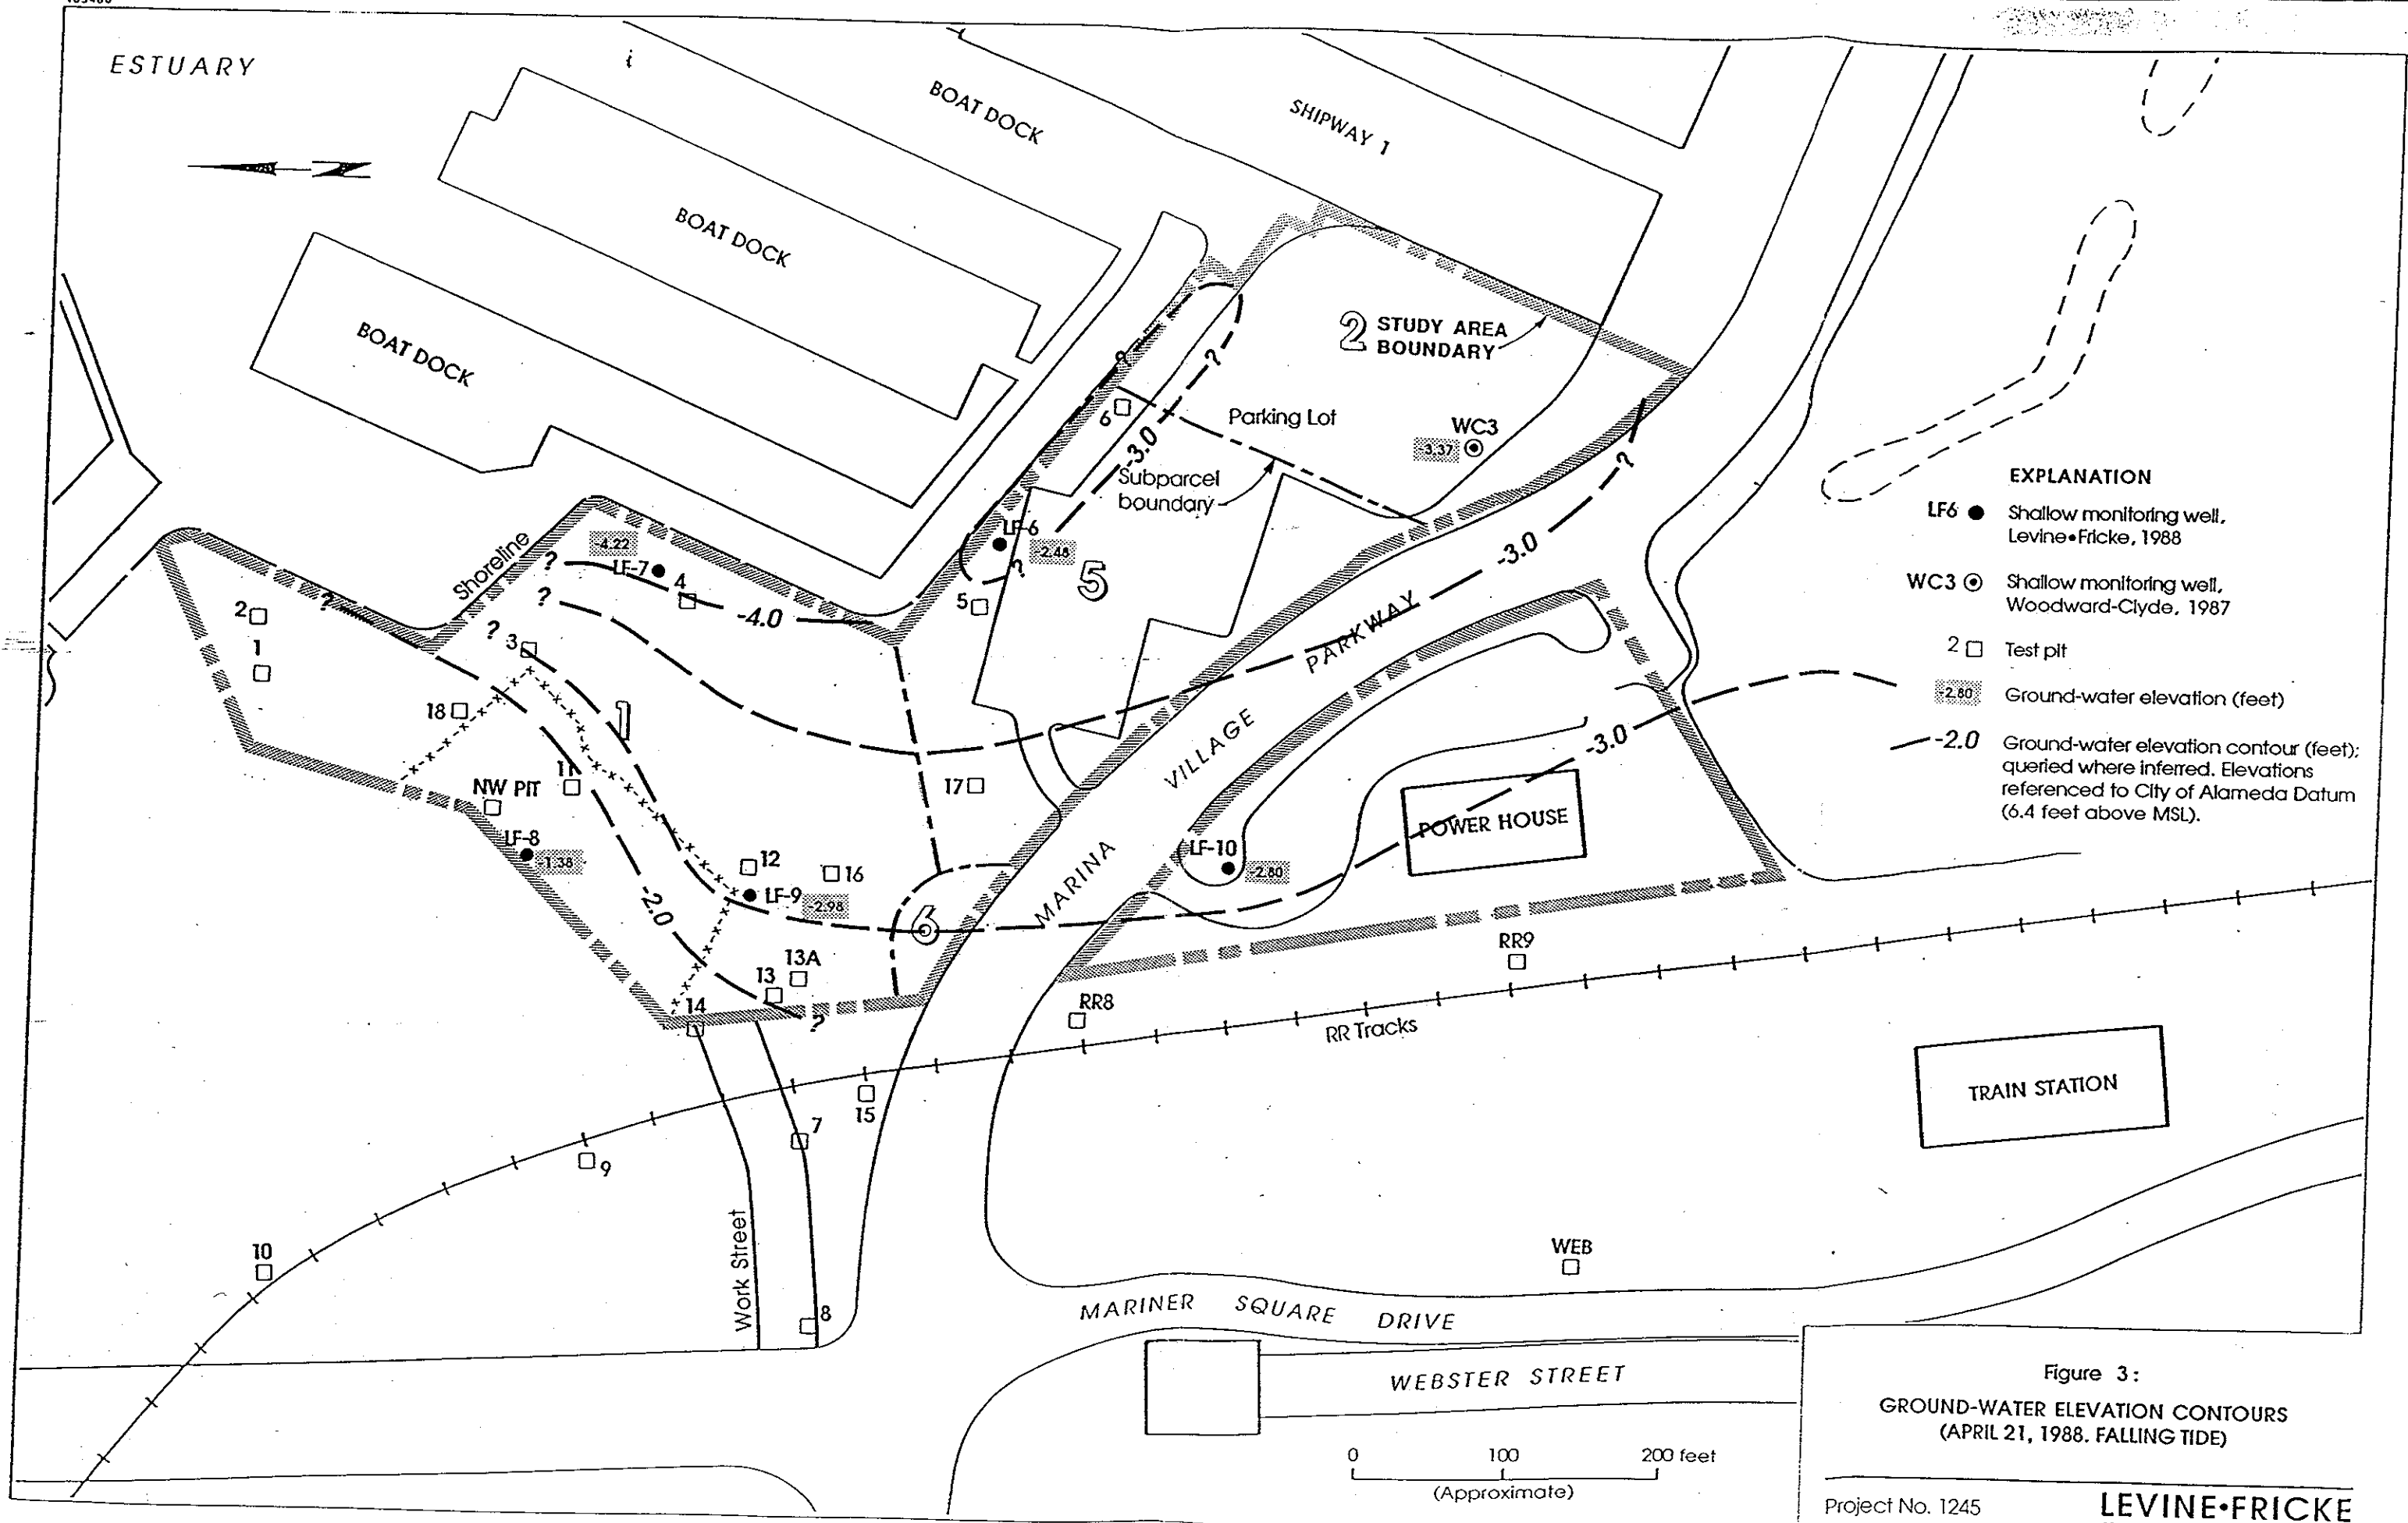 ESTUARY
BOAT DOCK
SHIPWAY 1
BOAT DOCK
BOAT DOCK
2 STUDY AREA
BOUNDARY
?
?
6
-3.0
Parking Lot
WC3
-3.37
Subparcel
boundary
?
EXPLANATION
LF6 Shallow monitoring well,
Levine•Fricke, 1988
WC3 Shallow monitoring well,
Woodward-Clyde, 1987
2 Test pit
-2.80 Ground-water elevation (feet)
-2.0 Ground-water elevation contour (feet);
queried where inferred. Elevations
referenced to City of Alameda Datum
(6.4 feet above MSL).
Shoreline
-4.22
LF-7
4
-4.0
?
?
?
?
LF-6
-2.48
?
5
5
-3.0
2
1
3
18
1
11
NW PIT
LF-8
-1.38
-2.0
12
16
LF-9
-2.98
17
6
13A
13
14
?
MARINA VILLAGE PARKWAY
LF-10
-2.80
POWER HOUSE
-3.0
RR9
RR8
RR Tracks
TRAIN STATION
15
7
9
10
8
Work Street
WEB
MARINER SQUARE DRIVE
WEBSTER STREET
0 100 200 feet
(Approximate)
Figure 3:
GROUND-WATER ELEVATION CONTOURS
(APRIL 21, 1988. FALLING TIDE)
Project No. 1245
LEVINE•FRICKE